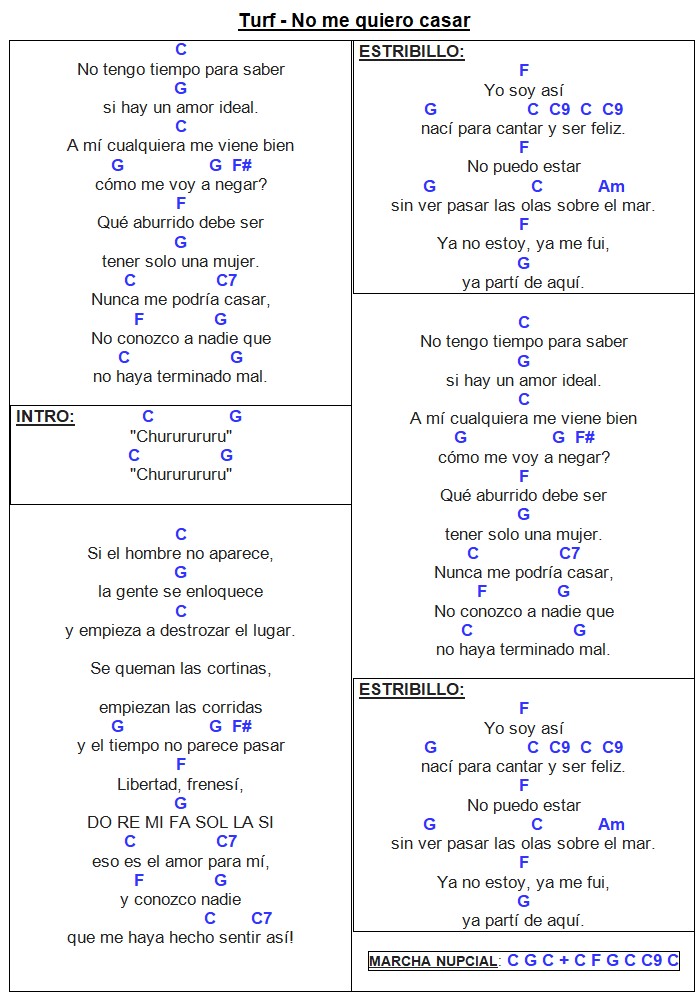 Turf - No me quiero casar
C
No tengo tiempo para saber
G
si hay un amor ideal.
C
A mí cualquiera me viene bien
G G F#
cómo me voy a negar?
F
Qué aburrido debe ser
G
tener solo una mujer.
C C7
Nunca me podría casar,
F G
No conozco a nadie que
C G
no haya terminado mal.
INTRO: C G
"Chururururu"
C G
"Chururururu"
C
Si el hombre no aparece,
G
la gente se enloquece
C
y empieza a destrozar el lugar.
Se queman las cortinas,
empiezan las corridas
G G F#
y el tiempo no parece pasar
F
Libertad, frenesí,
G
DO RE MI FA SOL LA SI
C C7
eso es el amor para mí,
F G
y conozco nadie
C C7
que me haya hecho sentir así!
ESTRIBILLO:
F
Yo soy así
G C C9 C C9
nací para cantar y ser feliz.
F
No puedo estar
G C Am
sin ver pasar las olas sobre el mar.
F
Ya no estoy, ya me fui,
G
ya partí de aquí.
C
No tengo tiempo para saber
G
si hay un amor ideal.
C
A mí cualquiera me viene bien
G G F#
cómo me voy a negar?
F
Qué aburrido debe ser
G
tener solo una mujer.
C C7
Nunca me podría casar,
F G
No conozco a nadie que
C G
no haya terminado mal.
ESTRIBILLO:
F
Yo soy así
G C C9 C C9
nací para cantar y ser feliz.
F
No puedo estar
G C Am
sin ver pasar las olas sobre el mar.
F
Ya no estoy, ya me fui,
G
ya partí de aquí.
MARCHA NUPCIAL: C G C + C F G C C9 C